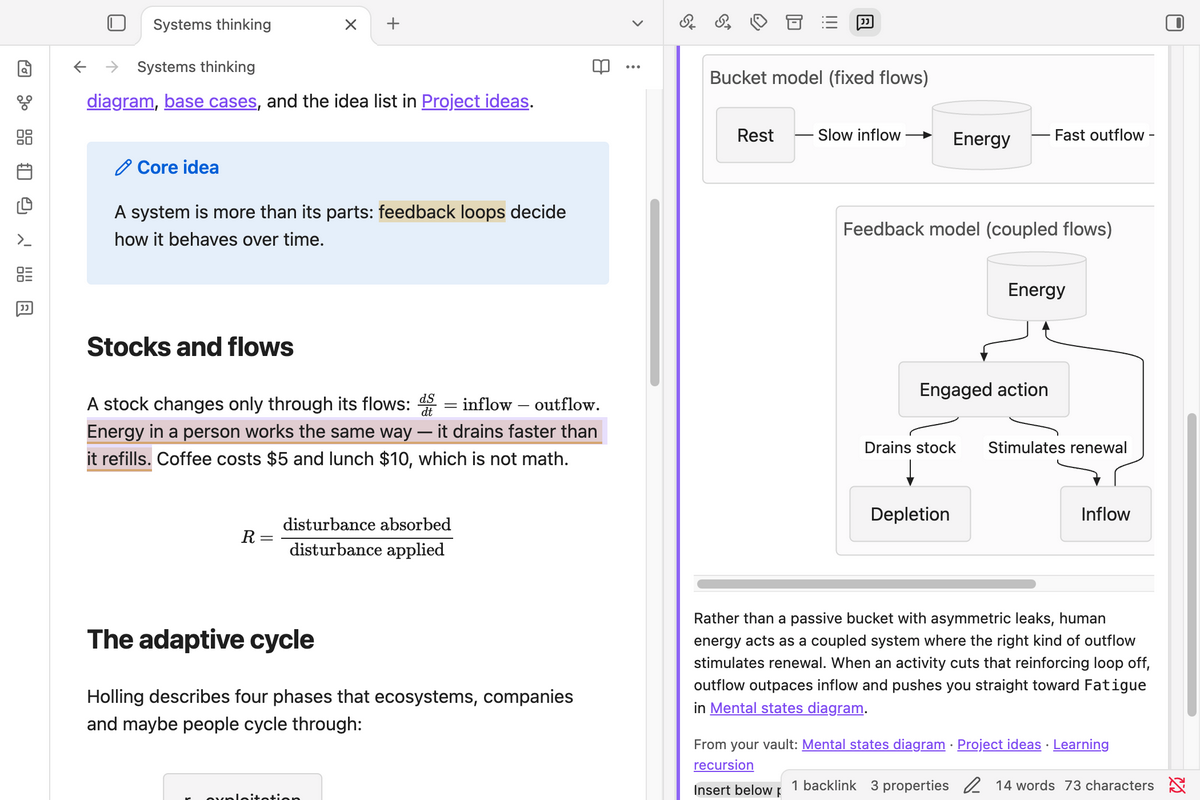 Systems thinking
Systems thinking
diagram, base cases, and the idea list in Project ideas.
Core idea
A system is more than its parts: feedback loops decide
how it behaves over time.
Stocks and flows
A stock changes only through its flows: dS/dt = inflow − outflow.
Energy in a person works the same way — it drains faster than
it refills. Coffee costs $5 and lunch $10, which is not math.
R = disturbance absorbed / disturbance applied
The adaptive cycle
Holling describes four phases that ecosystems, companies
and maybe people cycle through:
Bucket model (fixed flows)
Rest
Slow inflow
Energy
Fast outflow
Feedback model (coupled flows)
Energy
Engaged action
Drains stock
Stimulates renewal
Depletion
Inflow
Rather than a passive bucket with asymmetric leaks, human
energy acts as a coupled system where the right kind of outflow
stimulates renewal. When an activity cuts that reinforcing loop off,
outflow outpaces inflow and pushes you straight toward Fatigue
in Mental states diagram.
From your vault: Mental states diagram · Project ideas · Learning
recursion
Insert below
1 backlink 3 properties 14 words 73 characters